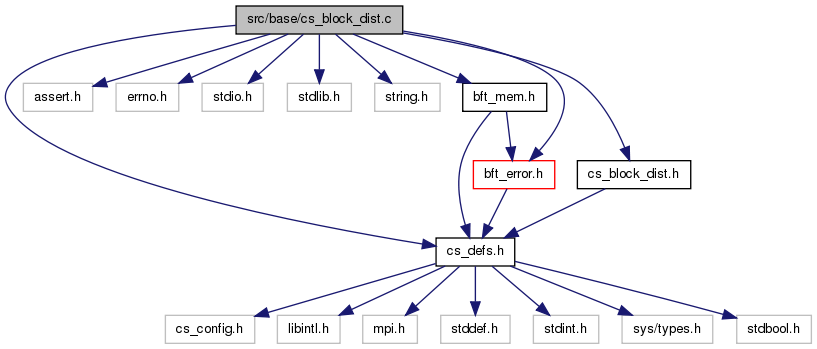 src/base/cs_block_dist.c
assert.h
errno.h
stdio.h
stdlib.h
string.h
bft_mem.h
bft_error.h
cs_block_dist.h
cs_defs.h
cs_config.h
libintl.h
mpi.h
stddef.h
stdint.h
sys/types.h
stdbool.h